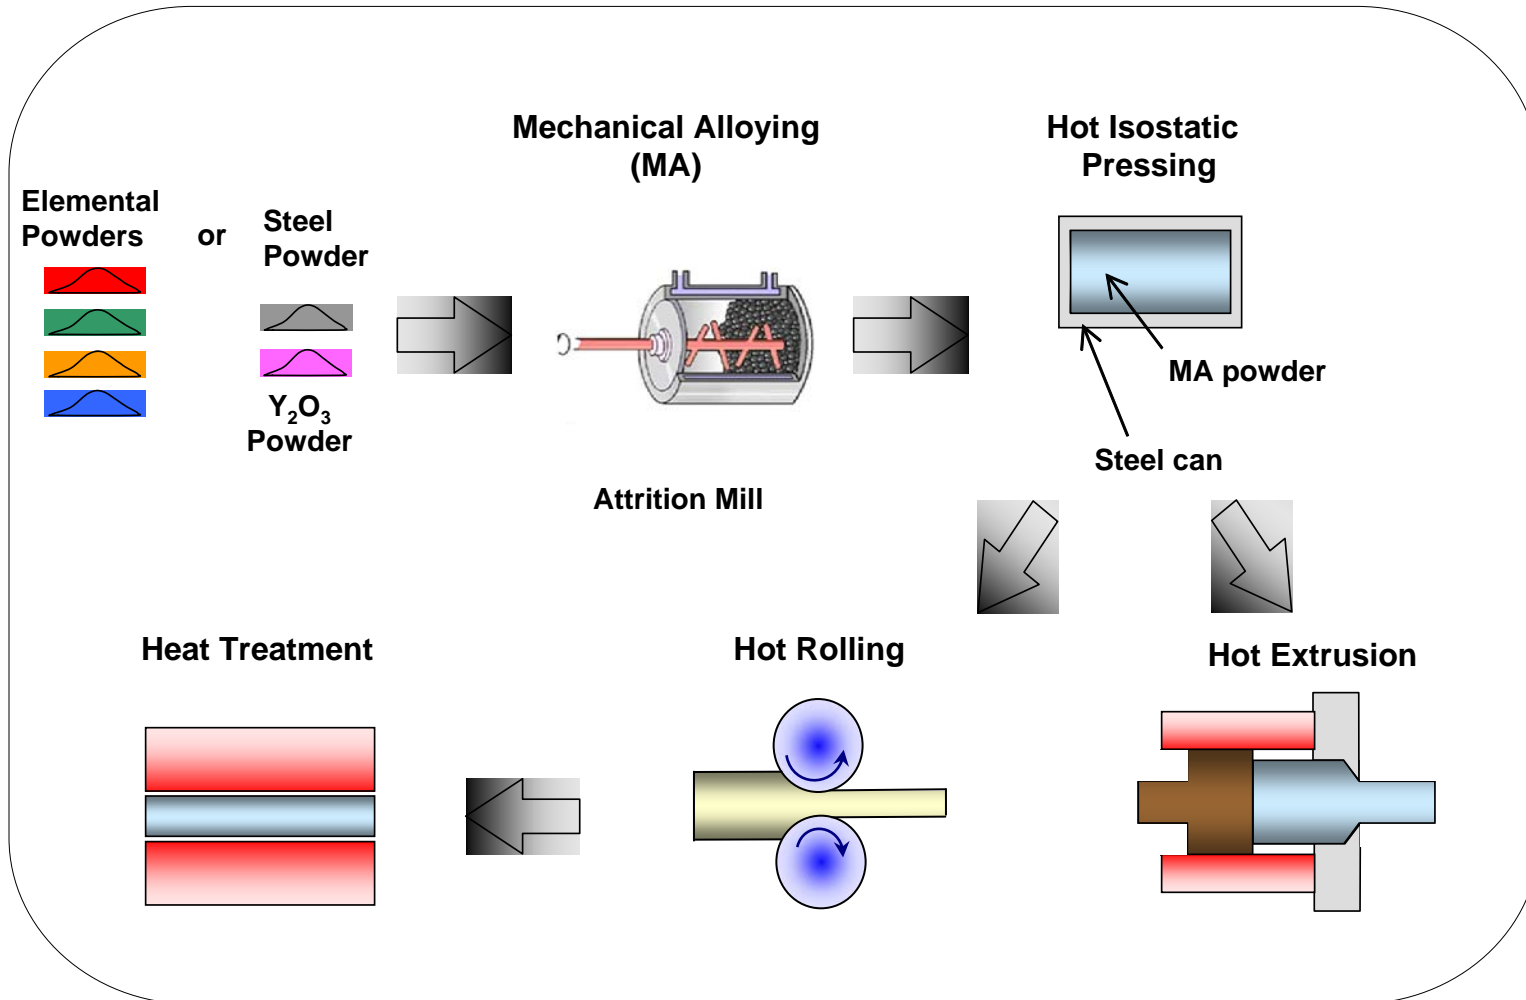 Mechanical Alloying
(MA)
Hot Isostatic
Pressing
Elemental
Powders
or
Steel
Powder
Y₂O₃
Powder
MA powder
Steel can
Attrition Mill
Heat Treatment
Hot Rolling
Hot Extrusion